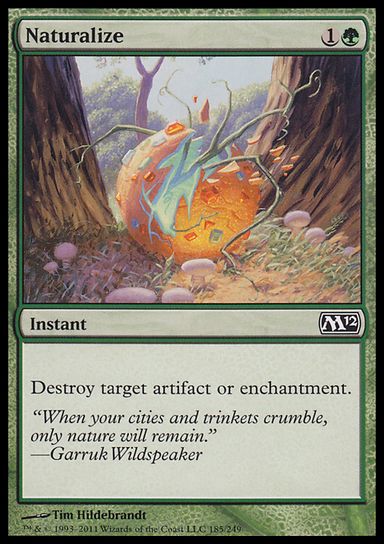 Naturalize 1
Instant M12
Destroy target artifact or enchantment.
“When your cities and trinkets crumble,
only nature will remain.”
—Garruk Wildspeaker
Tim Hildebrandt
™ & © 1993–2011 Wizards of the Coast LLC 185/249